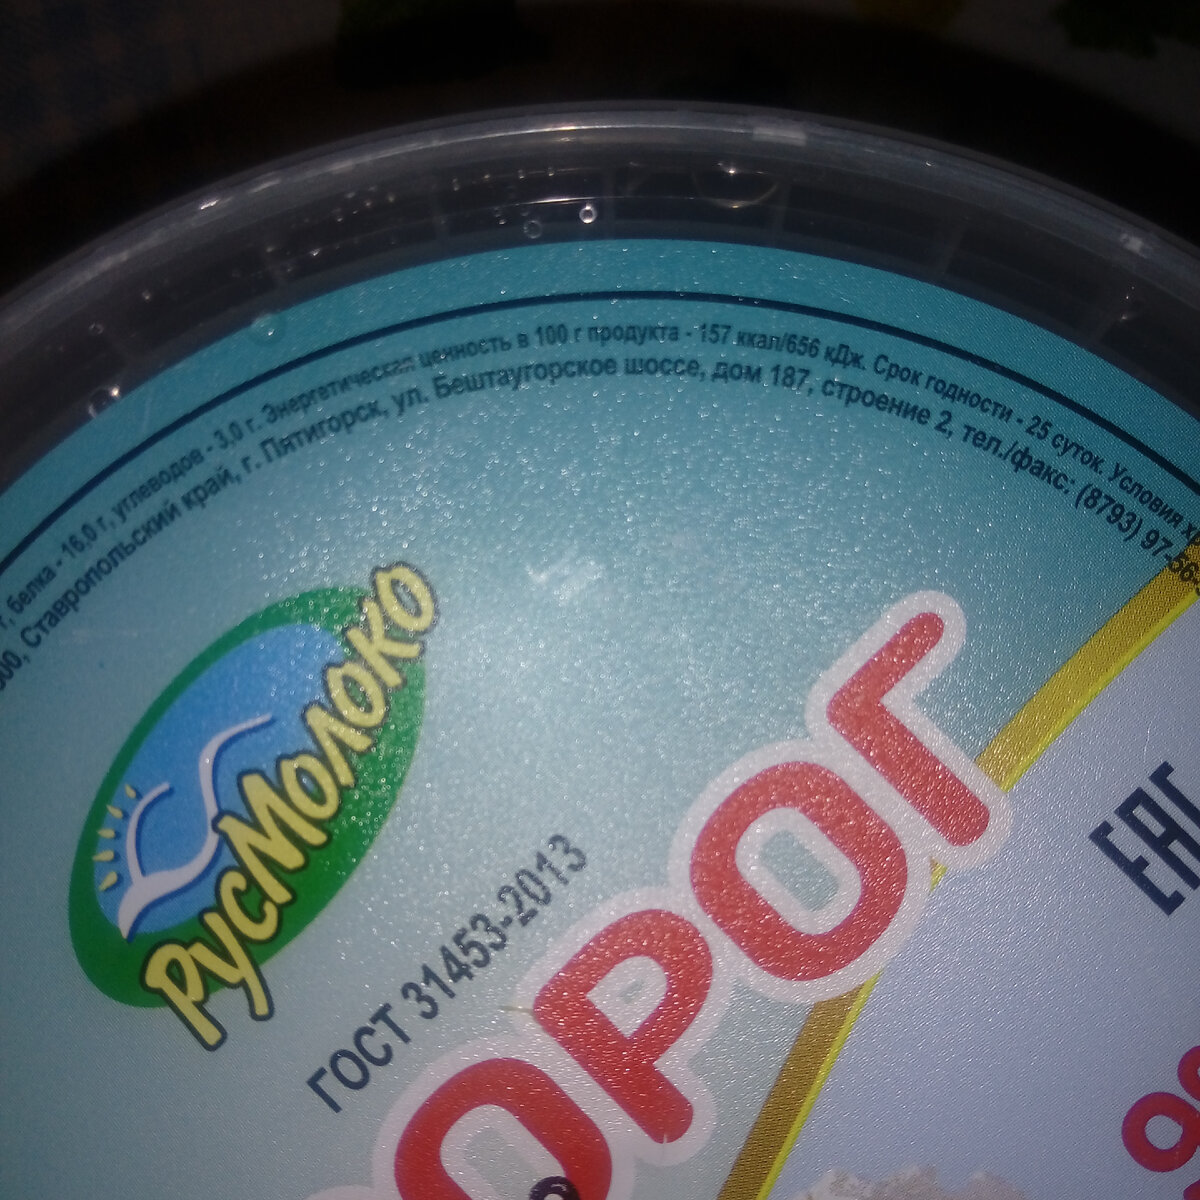 г, белка - 16,0 г, углеводов - 3,0 г. Энергетическая ценность в 100 г продукта - 157 ккал/656 кДж. Срок годности - 25 суток. Условия
Ставропольский край, г. Пятигорск, ул. Бештаугорское шоссе, дом 187, строение 2, тел./факс: (8793) 97-56-
РусМолоко
ГОСТ 31453-2013
ОРОГ
ЕАС